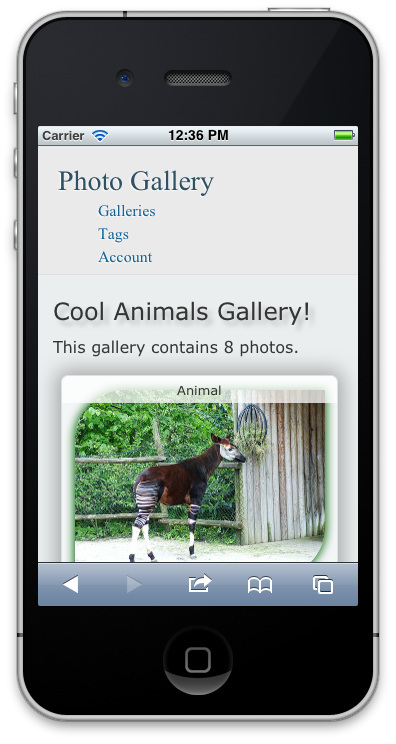 Carrier 12:36 PM
Photo Gallery
Galleries
Tags
Account
Cool Animals Gallery!
This gallery contains 8 photos.
Animal